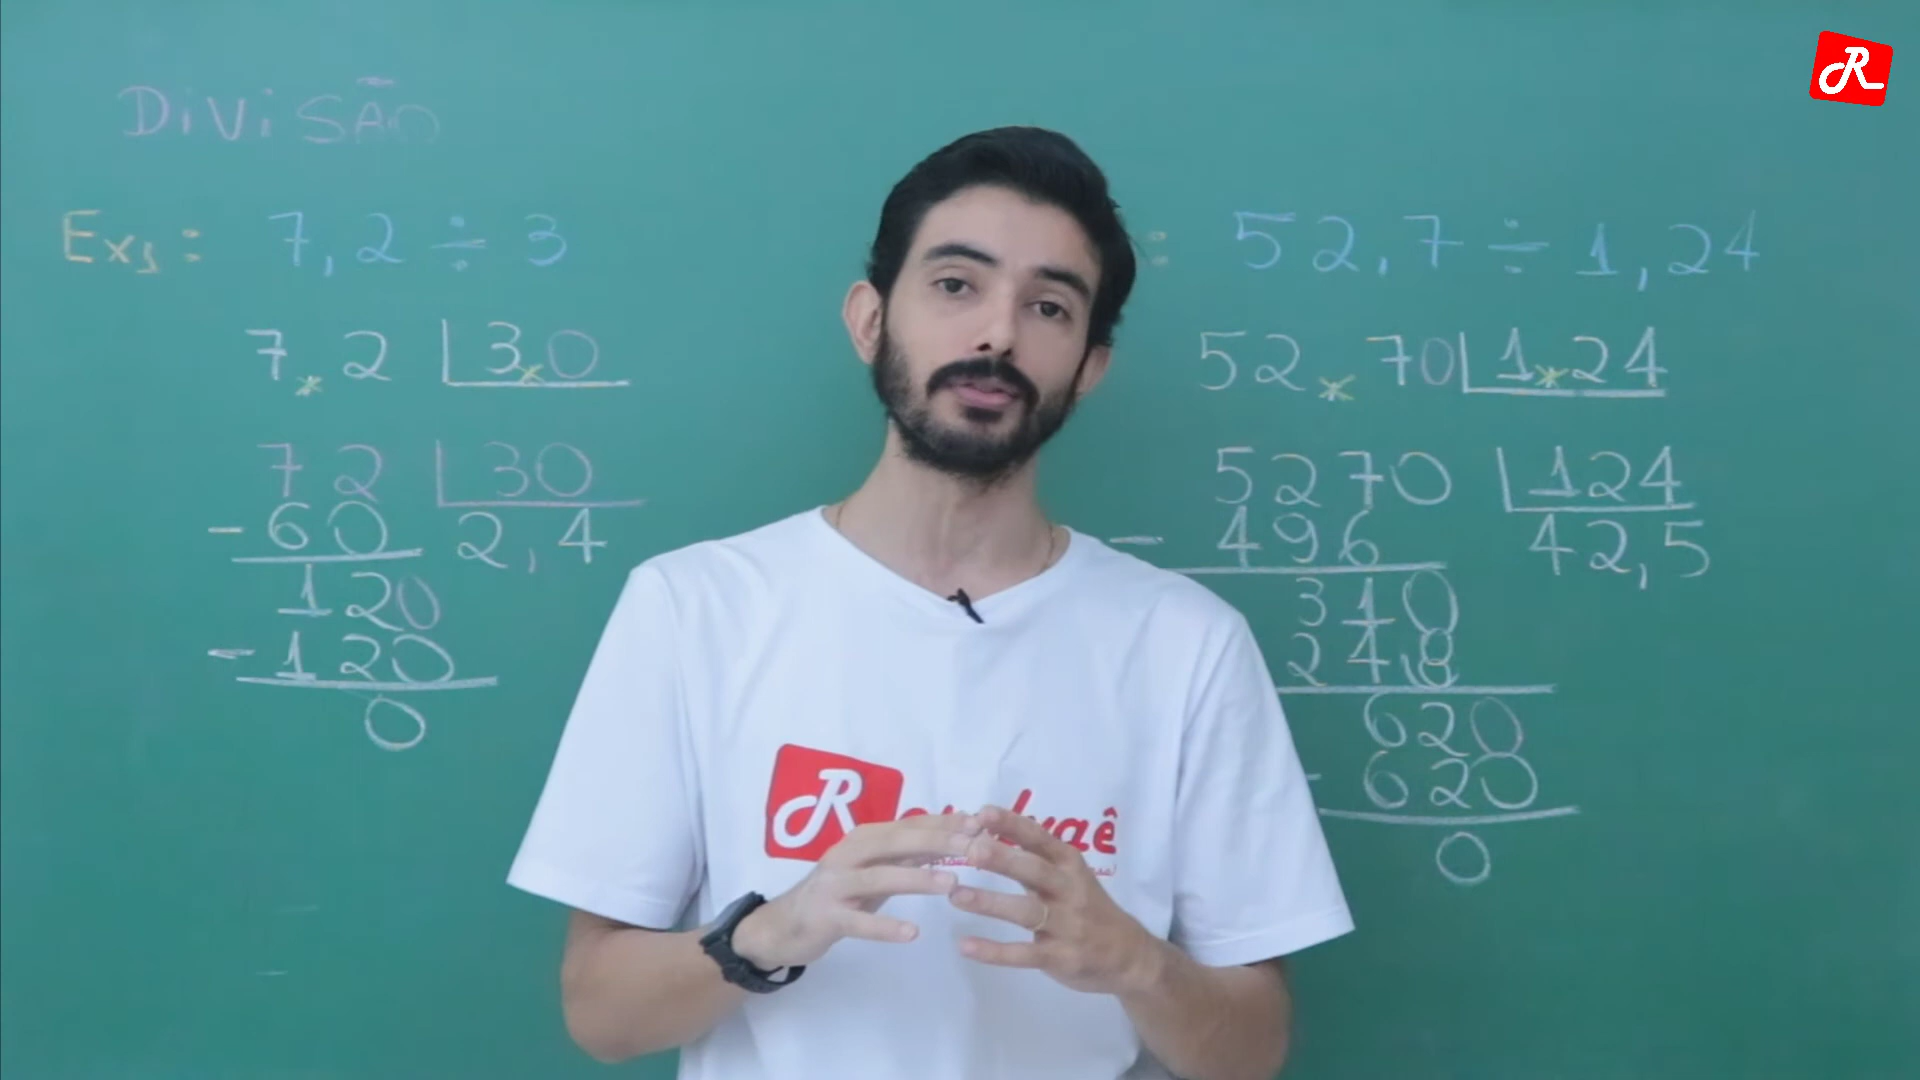 DiViSÃO
Exs: 7,2 ÷ 3
7,2 |3,0
72 |30
- 60 2,4
120
- 120
0
: 52,7 ÷ 1,24
52,70 |1,24
5270 |124
- 496 42,5
310
248
620
- 620
0
R